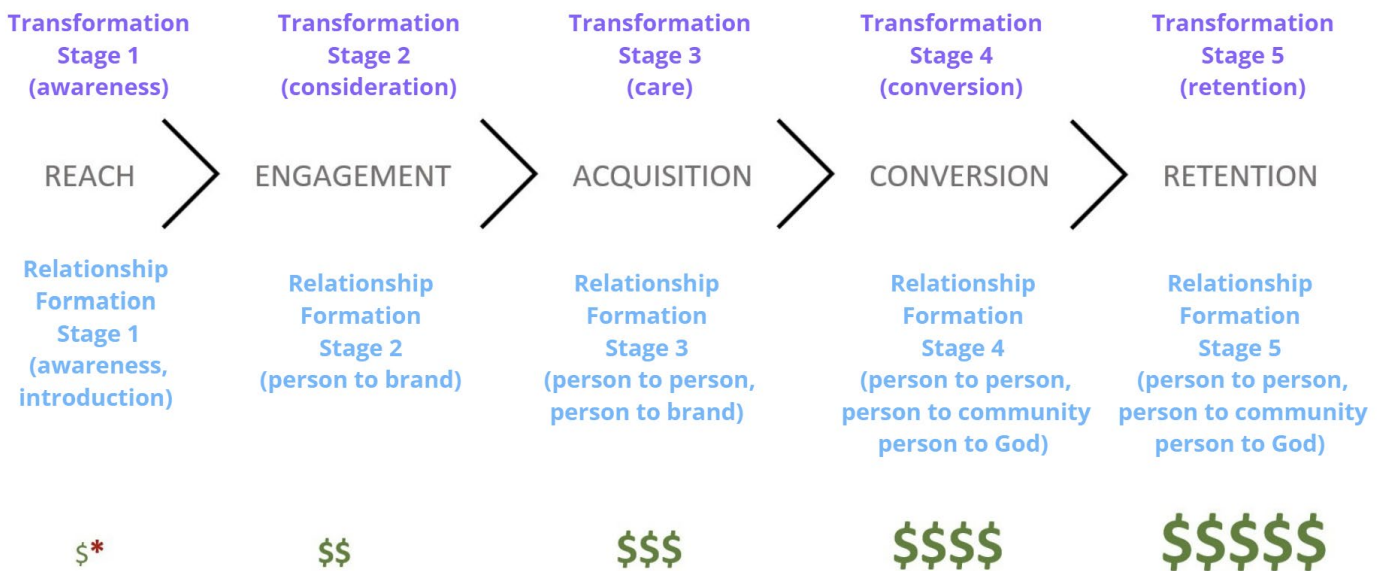 Transformation
Stage 1
(awareness)
Transformation
Stage 2
(consideration)
Transformation
Stage 3
(care)
Transformation
Stage 4
(conversion)
Transformation
Stage 5
(retention)
REACH
ENGAGEMENT
ACQUISITION
CONVERSION
RETENTION
Relationship
Formation
Stage 1
(awareness,
introduction)
Relationship
Formation
Stage 2
(person to brand)
Relationship
Formation
Stage 3
(person to person,
person to brand)
Relationship
Formation
Stage 4
(person to person,
person to community
person to God)
Relationship
Formation
Stage 5
(person to person,
person to community
person to God)
$*
$$
$$$
$$$$
$$$$$